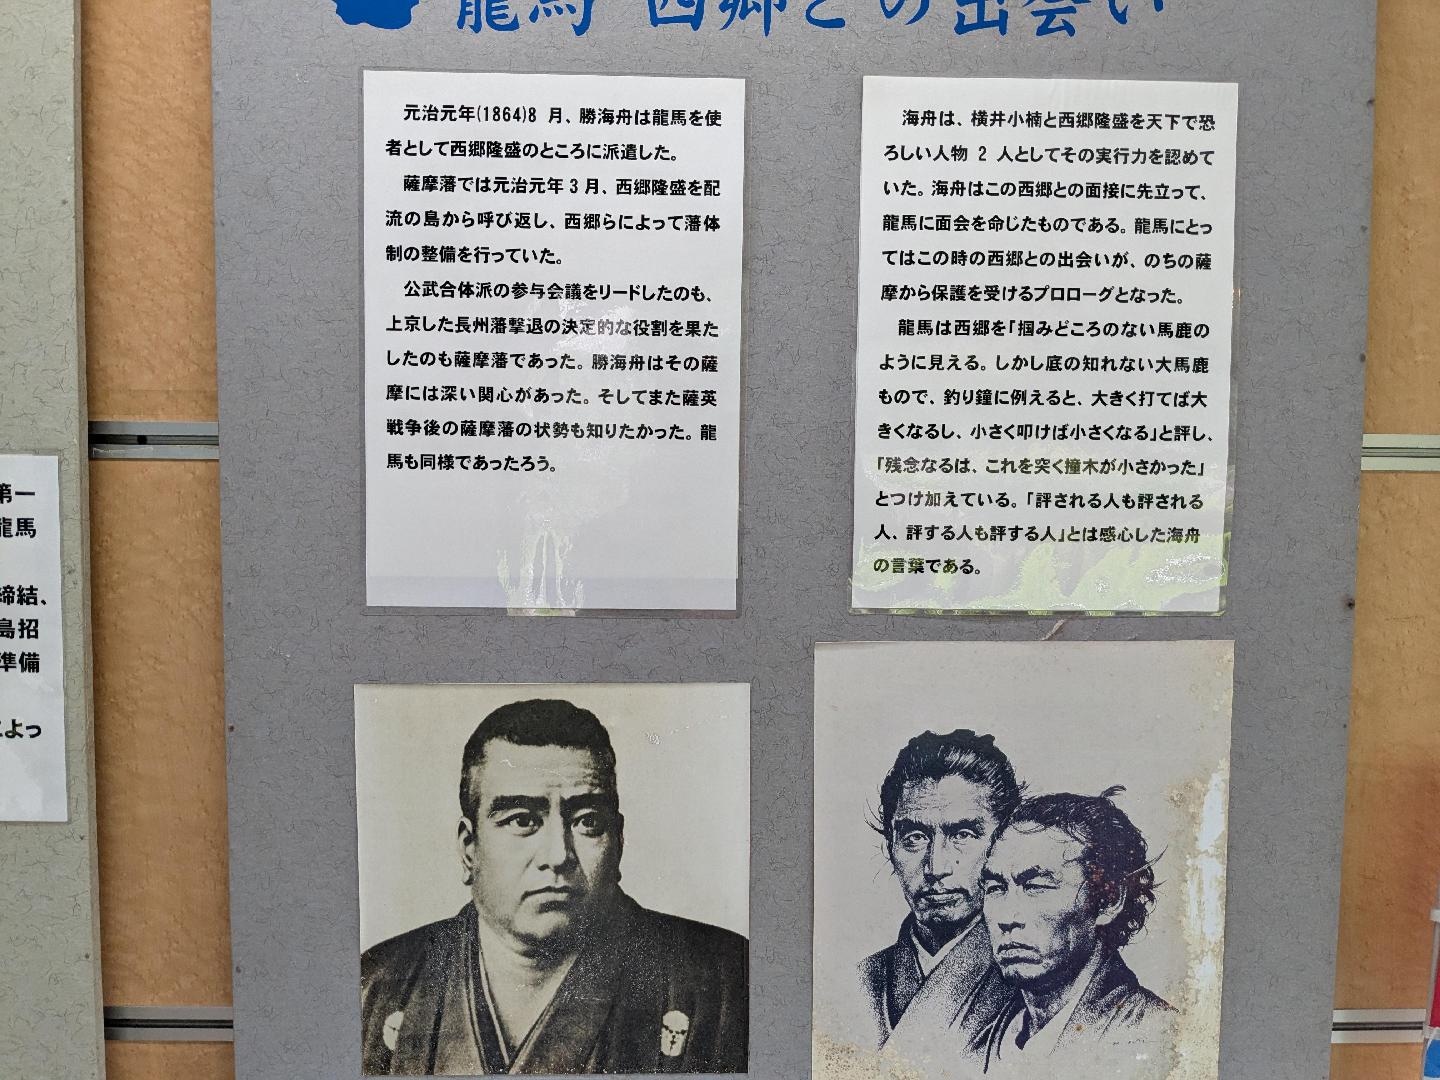 龍馬 西郷との出会い
元治元年(1864)8 月、勝海舟は龍馬を使
者として西郷隆盛のところに派遣した。
薩摩藩では元治元年3月、西郷隆盛を配
流の島から呼び返し、西郷らによって藩体
制の整備を行っていた。
公武合体派の参与会議をリードしたのも、
上京した長州藩撃退の決定的な役割を果た
したのも薩摩藩であった。勝海舟はその薩
摩には深い関心があった。そしてまた薩英
戦争後の薩摩藩の状勢も知りたかった。龍
馬も同様であったろう。
海舟は、横井小楠と西郷隆盛を天下で恐
ろしい人物 2 人としてその実行力を認めて
いた。海舟はこの西郷との面接に先立って、
龍馬に面会を命じたものである。龍馬にとっ
てはこの時の西郷との出会いが、のちの薩
摩から保護を受けるプロローグとなった。
龍馬は西郷を「掴みどころのない馬鹿の
ように見える。しかし底の知れない大馬鹿
もので、釣り鐘に例えると、大きく打てば大
きくなるし、小さく叩けば小さくなる」と評し、
「残念なるは、これを突く撞木が小さかった」
とつけ加えている。「評される人も評される
人、評する人も評する人」とは感心した海舟
の言葉である。
第一
龍馬
締結、
島招
準備
よっ